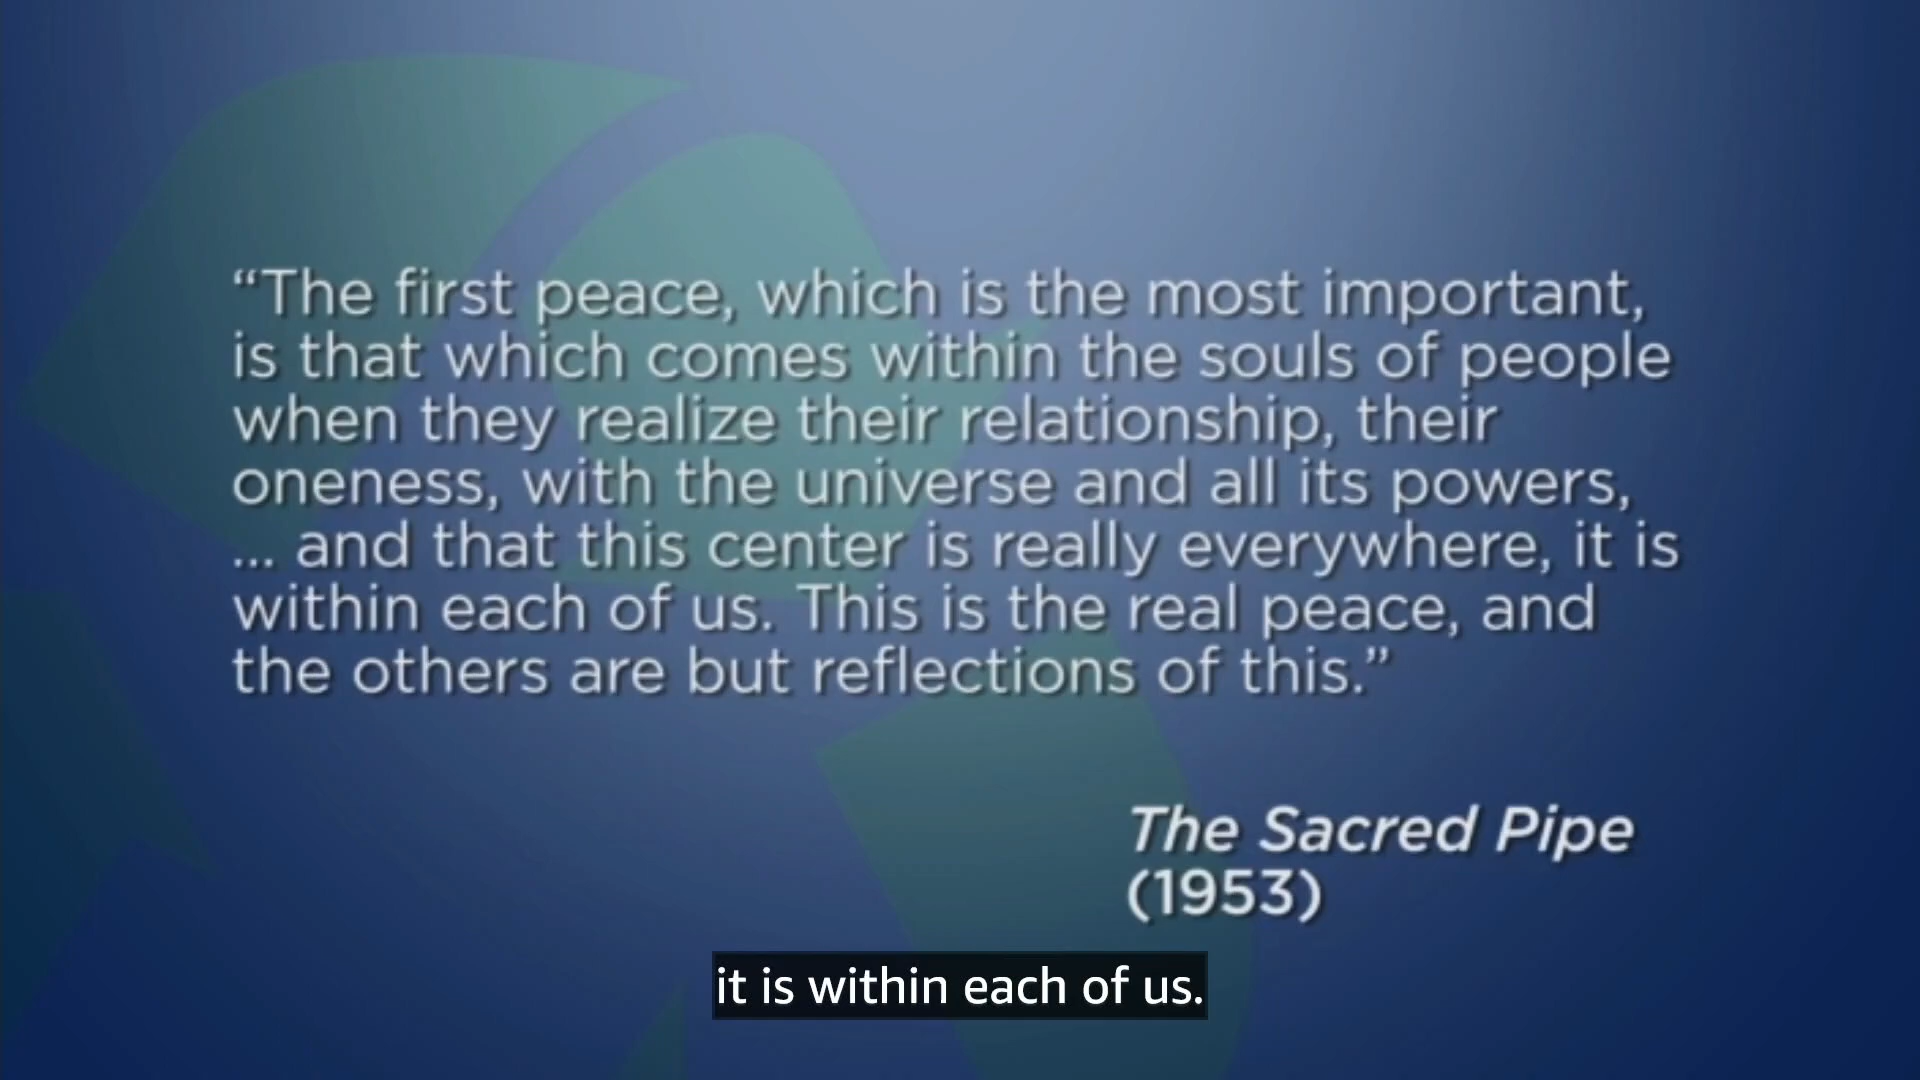 “The first peace, which is the most important,
is that which comes within the souls of people
when they realize their relationship, their
oneness, with the universe and all its powers,
... and that this center is really everywhere, it is
within each of us. This is the real peace, and
the others are but reflections of this.”
The Sacred Pipe
(1953)
it is within each of us.